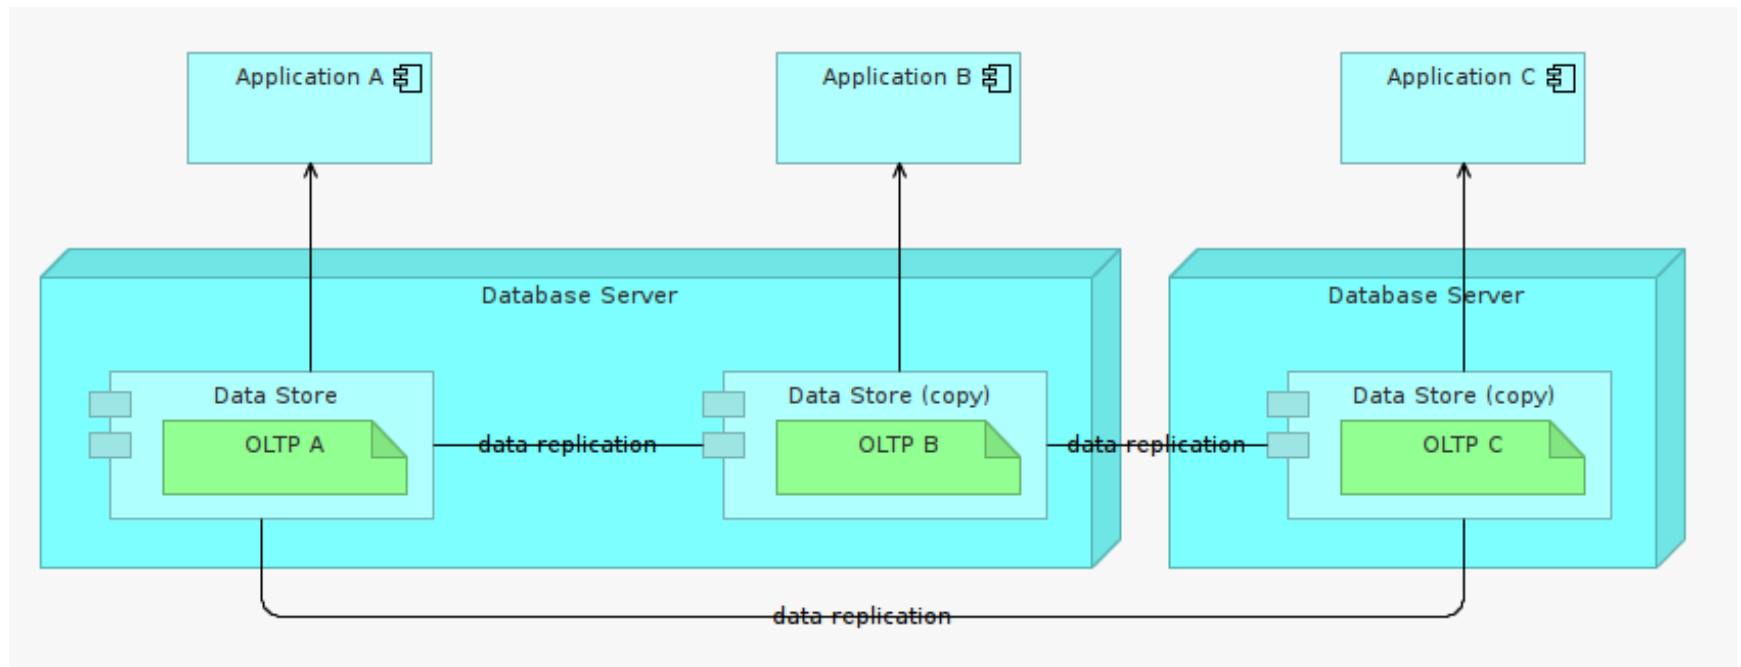 Application A
Application B
Application C
Database Server
Database Server
Data Store
Data Store (copy)
Data Store (copy)
OLTP A
data replication
OLTP B
data replication
OLTP C
data replication